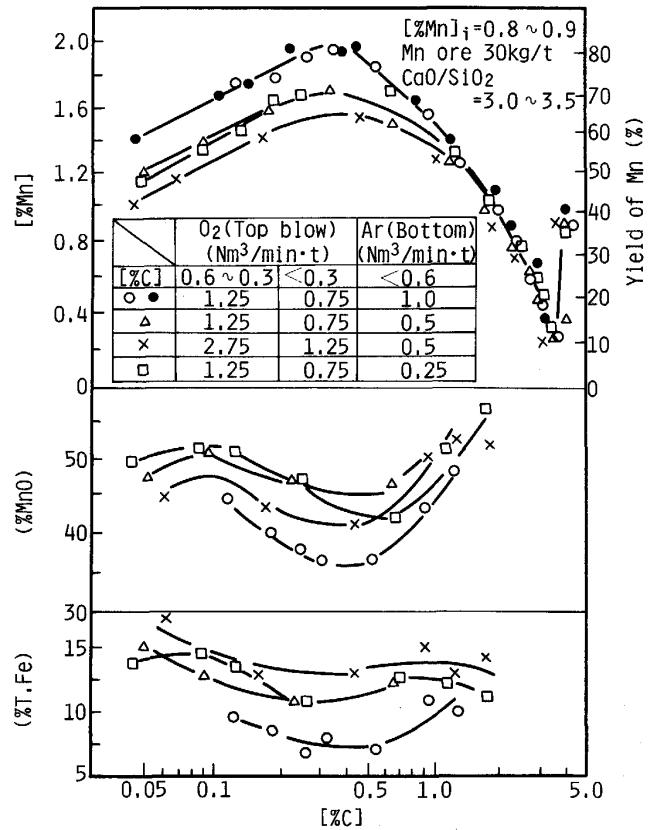 [%Mn]i=0.8~0.9
Mn ore 30kg/t
CaO/SiO2
=3.0~3.5
2.0
1.6
1.2
0.8
0.4
0
[%Mn]
80
70
60
50
40
30
20
10
0
Yield of Mn (%)
O2(Top blow) Ar(Bottom)
(Nm³/min·t) (Nm³/min·t)
[%C] 0.6~0.3 <0.3 <0.6
○ ● 1.25 0.75 1.0
△ 1.25 0.75 0.5
× 2.75 1.25 0.5
□ 1.25 0.75 0.25
50
40
30
(%MnO)
15
10
5
(%T.Fe)
0.05 0.1 0.5 1.0 5.0
[%C]